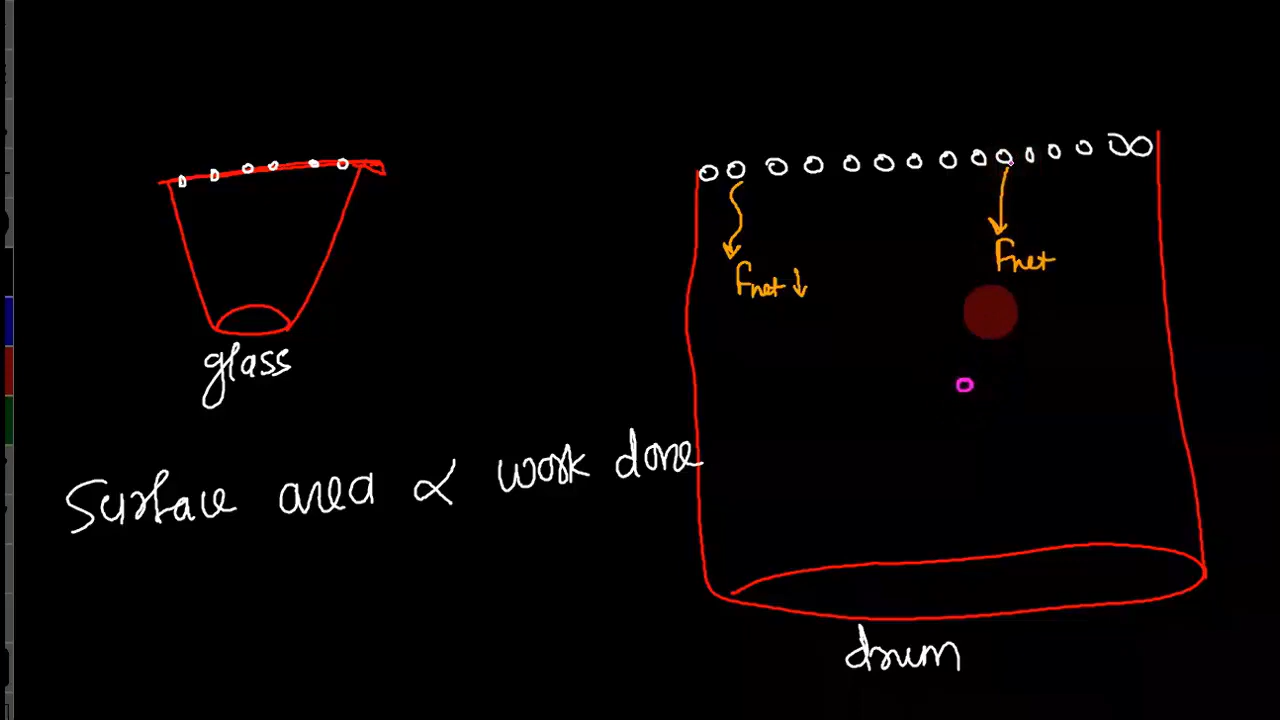 Fnet
Fnet ↓
glass
Surface area ∝ work done
drum